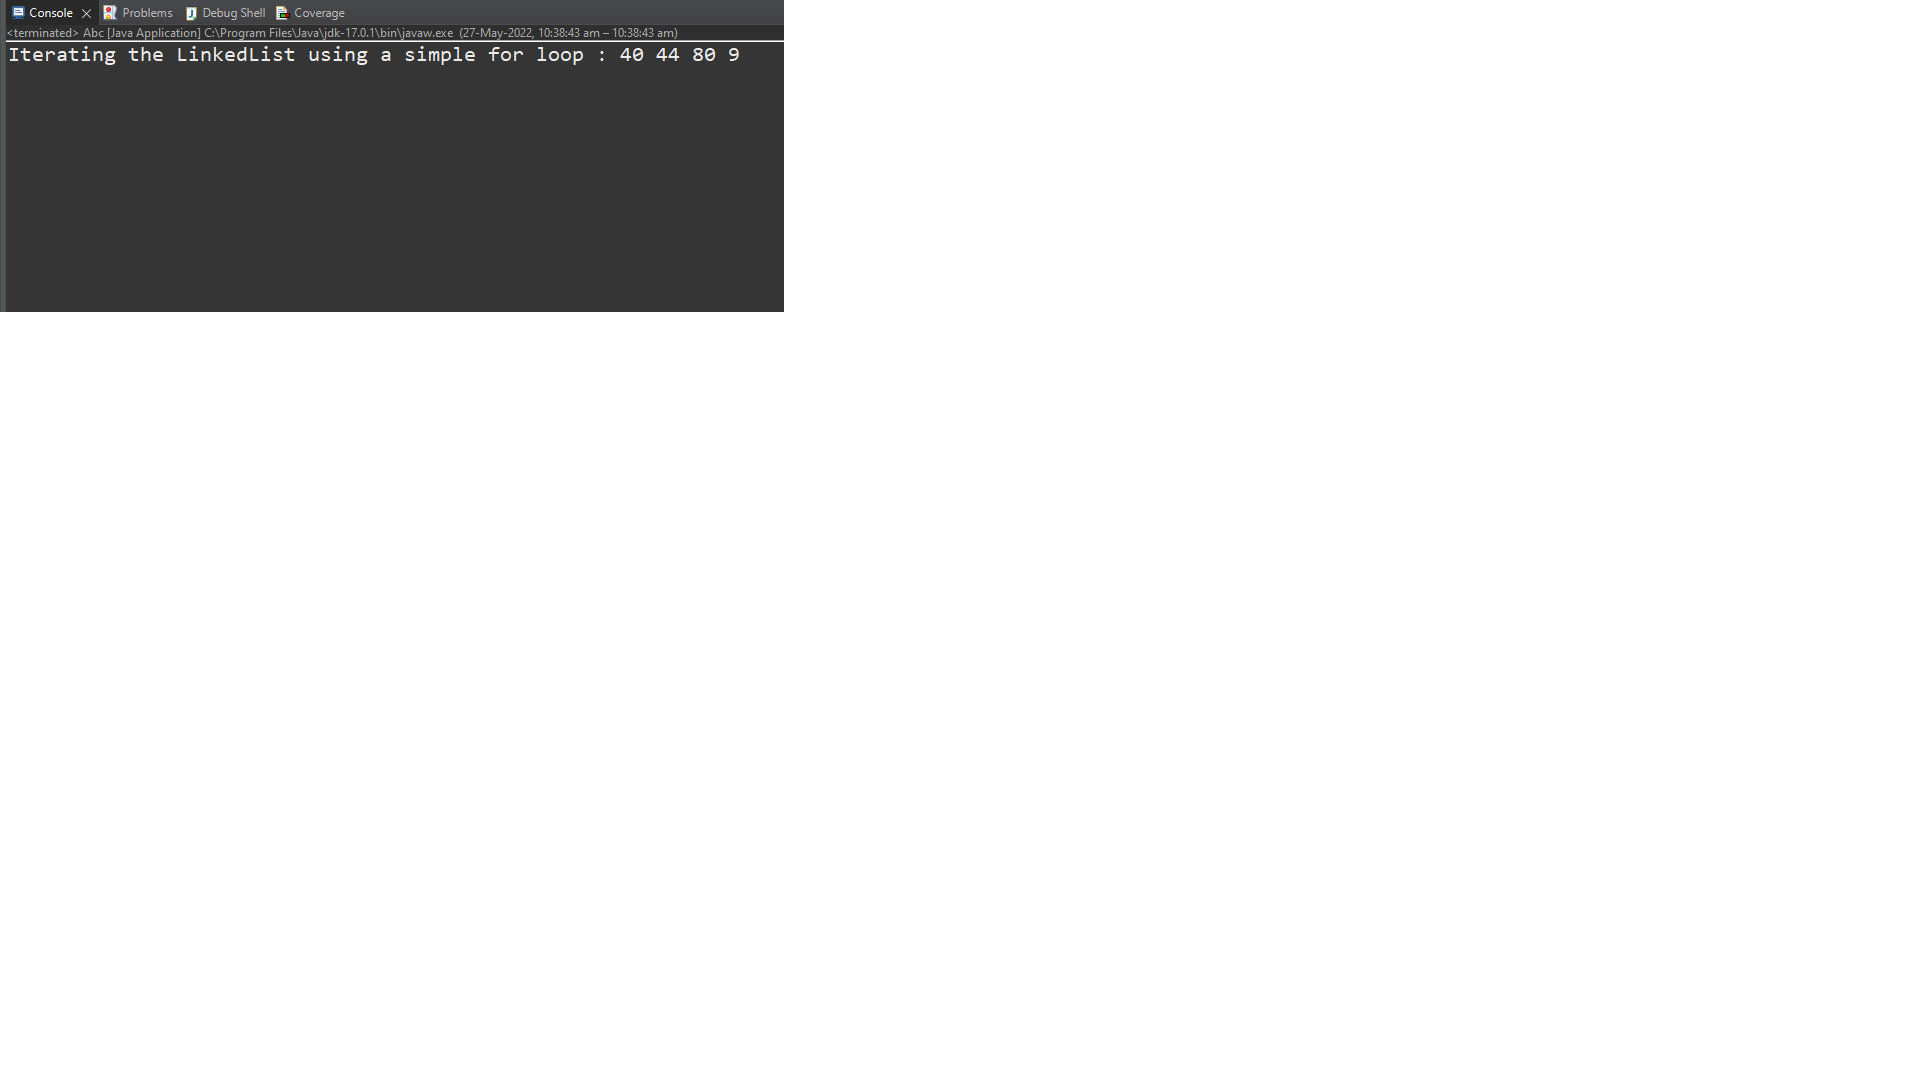 Console Problems Debug Shell Coverage
<terminated> Abc [Java Application] C:\Program Files\Java\jdk-17.0.1\bin\javaw.exe (27-May-2022, 10:38:43 am – 10:38:43 am)
Iterating the LinkedList using a simple for loop : 40 44 80 9